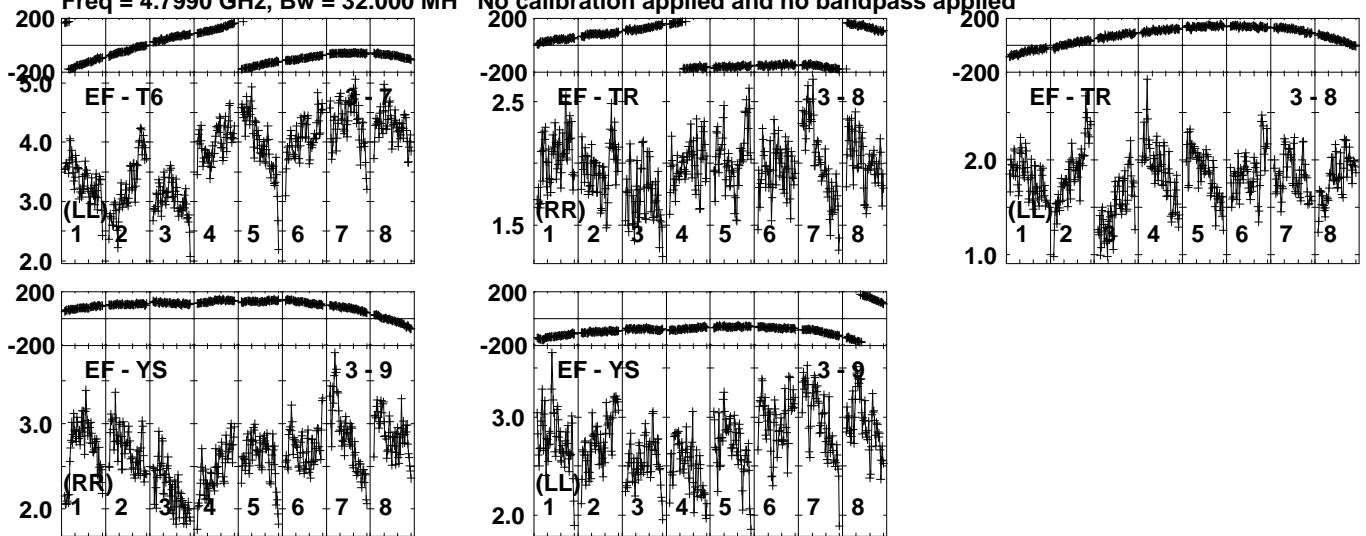 Freq = 4.7990 GHz, Bw = 32.000 MH No calibration applied and no bandpass applied
200
-200
5.0
4.0
3.0
2.0
EF - T6
3 - 7
(LL)
1 2 3 4 5 6 7 8
200
-200
2.5
1.5
EF - TR
3 - 8
(RR)
1 2 3 4 5 6 7 8
200
-200
2.0
1.0
EF - TR
3 - 8
(LL)
1 2 3 4 5 6 7 8
200
-200
3.0
2.0
EF - YS
3 - 9
(RR)
1 2 3 4 5 6 7 8
200
-200
3.0
2.0
EF - YS
3 - 9
(LL)
1 2 3 4 5 6 7 8